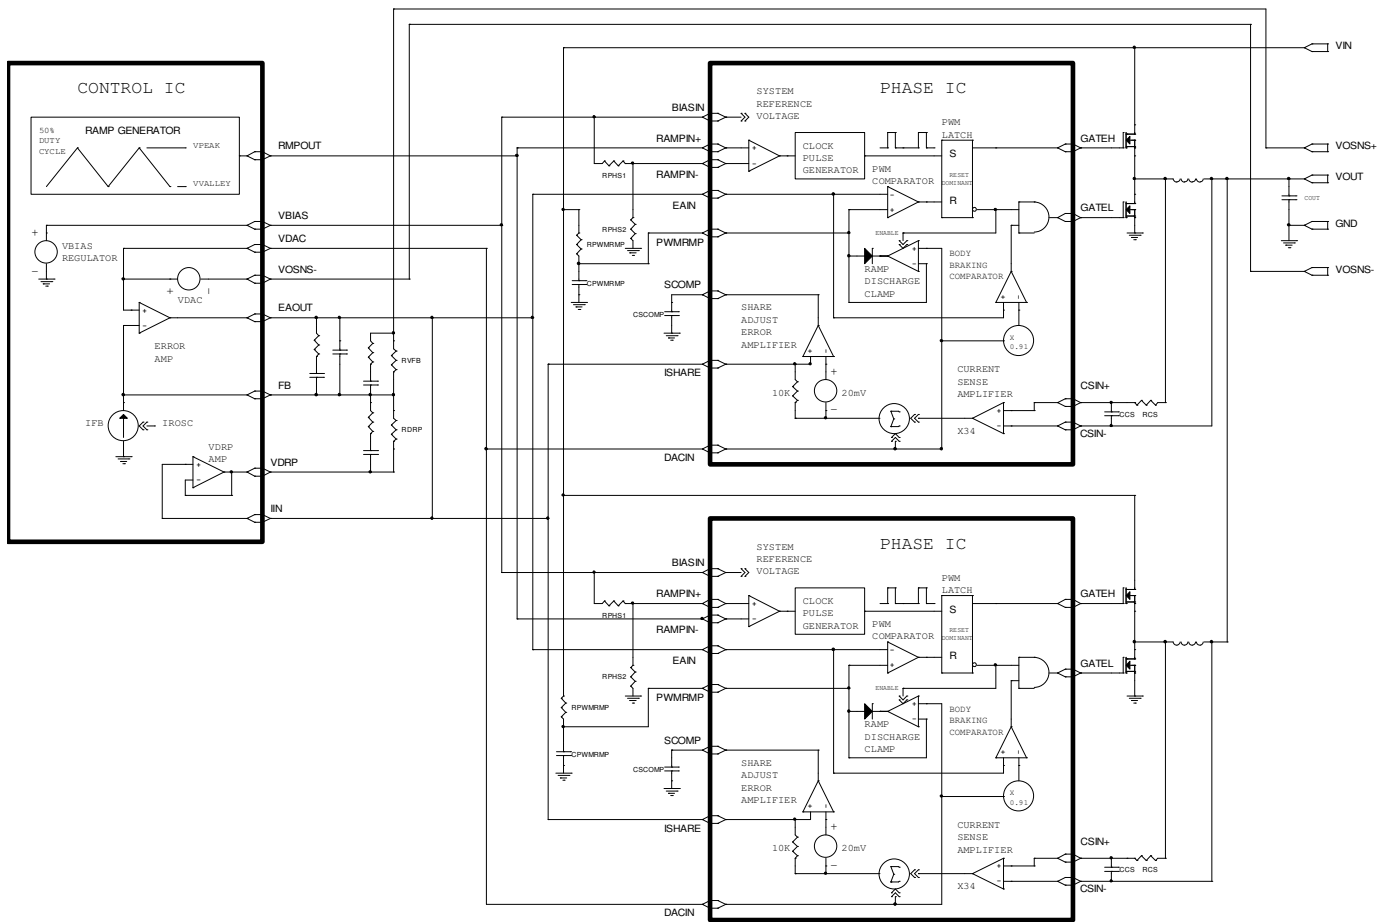 CONTROL IC
50%
DUTY
CYCLE
RAMP GENERATOR
VPEAK
VVALLEY
RMPOUT
VBIAS
+
VBIAS
REGULATOR
−
VDAC
VOSNS-
+
−
VDAC
EAOUT
+
−
ERROR
AMP
RVFB
FB
IFB
IROSC
RDRP
VDRP
AMP
+
−
VDRP
IIN
PHASE IC
SYSTEM
REFERENCE
VOLTAGE
BIASIN
RAMPIN+
RPHS1
RAMPIN-
+
−
CLOCK
PULSE
GENERATOR
PWM
LATCH
S
RESET
DOMINANT
R
PWM
COMPARATOR
−
+
EAIN
RPHS2
RPWMRMP
PWMRMP
CPWMRMP
ENABLE
+
−
RAMP
DISCHARGE
CLAMP
BODY
BRAKING
COMPARATOR
+
−
SCOMP
CSCOMP
SHARE
ADJUST
ERROR
AMPLIFIER
+
−
X
0.91
ISHARE
10K
+
20mV
−
CURRENT
SENSE
AMPLIFIER
+
−
X34
Σ
DACIN
GATEH
GATEL
CSIN+
CCS
RCS
CSIN-
VIN
VOSNS+
VOUT
COUT
GND
VOSNS-
PHASE IC
SYSTEM
REFERENCE
VOLTAGE
BIASIN
RAMPIN+
RPHS1
RAMPIN-
+
−
CLOCK
PULSE
GENERATOR
PWM
LATCH
S
RESET
DOMINANT
R
PWM
COMPARATOR
−
+
EAIN
RPHS2
PWMRMP
RPWMRMP
CPWMRMP
ENABLE
+
−
RAMP
DISCHARGE
CLAMP
BODY
BRAKING
COMPARATOR
+
−
SCOMP
CSCOMP
SHARE
ADJUST
ERROR
AMPLIFIER
+
−
X
0.91
ISHARE
10K
+
20mV
−
CURRENT
SENSE
AMPLIFIER
+
−
X34
Σ
DACIN
GATEH
GATEL
CSIN+
CCS
RCS
CSIN-